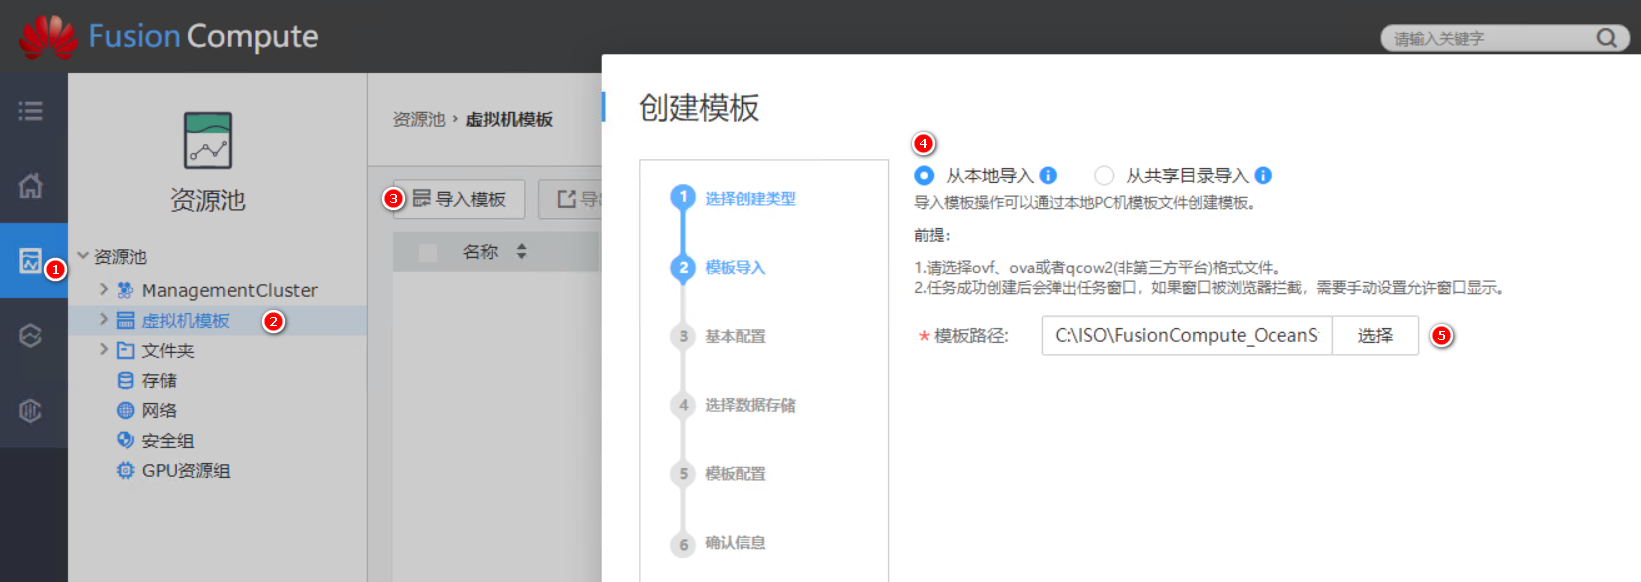 Fusion Compute
请输入关键字
资源池
资源池
ManagementCluster
虚拟机模板
文件夹
存储
网络
安全组
GPU资源组
1
2
资源池 › 虚拟机模板
3
导入模板
导
名称
创建模板
1 选择创建类型
2 模板导入
3 基本配置
4 选择数据存储
5 模板配置
6 确认信息
4
从本地导入 从共享目录导入
导入模板操作可以通过本地PC机模板文件创建模板。
前提:
1.请选择ovf、ova或者qcow2(非第三方平台)格式文件。
2.任务成功创建后会弹出任务窗口，如果窗口被浏览器拦截，需要手动设置允许窗口显示。
*模板路径: C:\ISO\FusionCompute_OceanS 选择
5